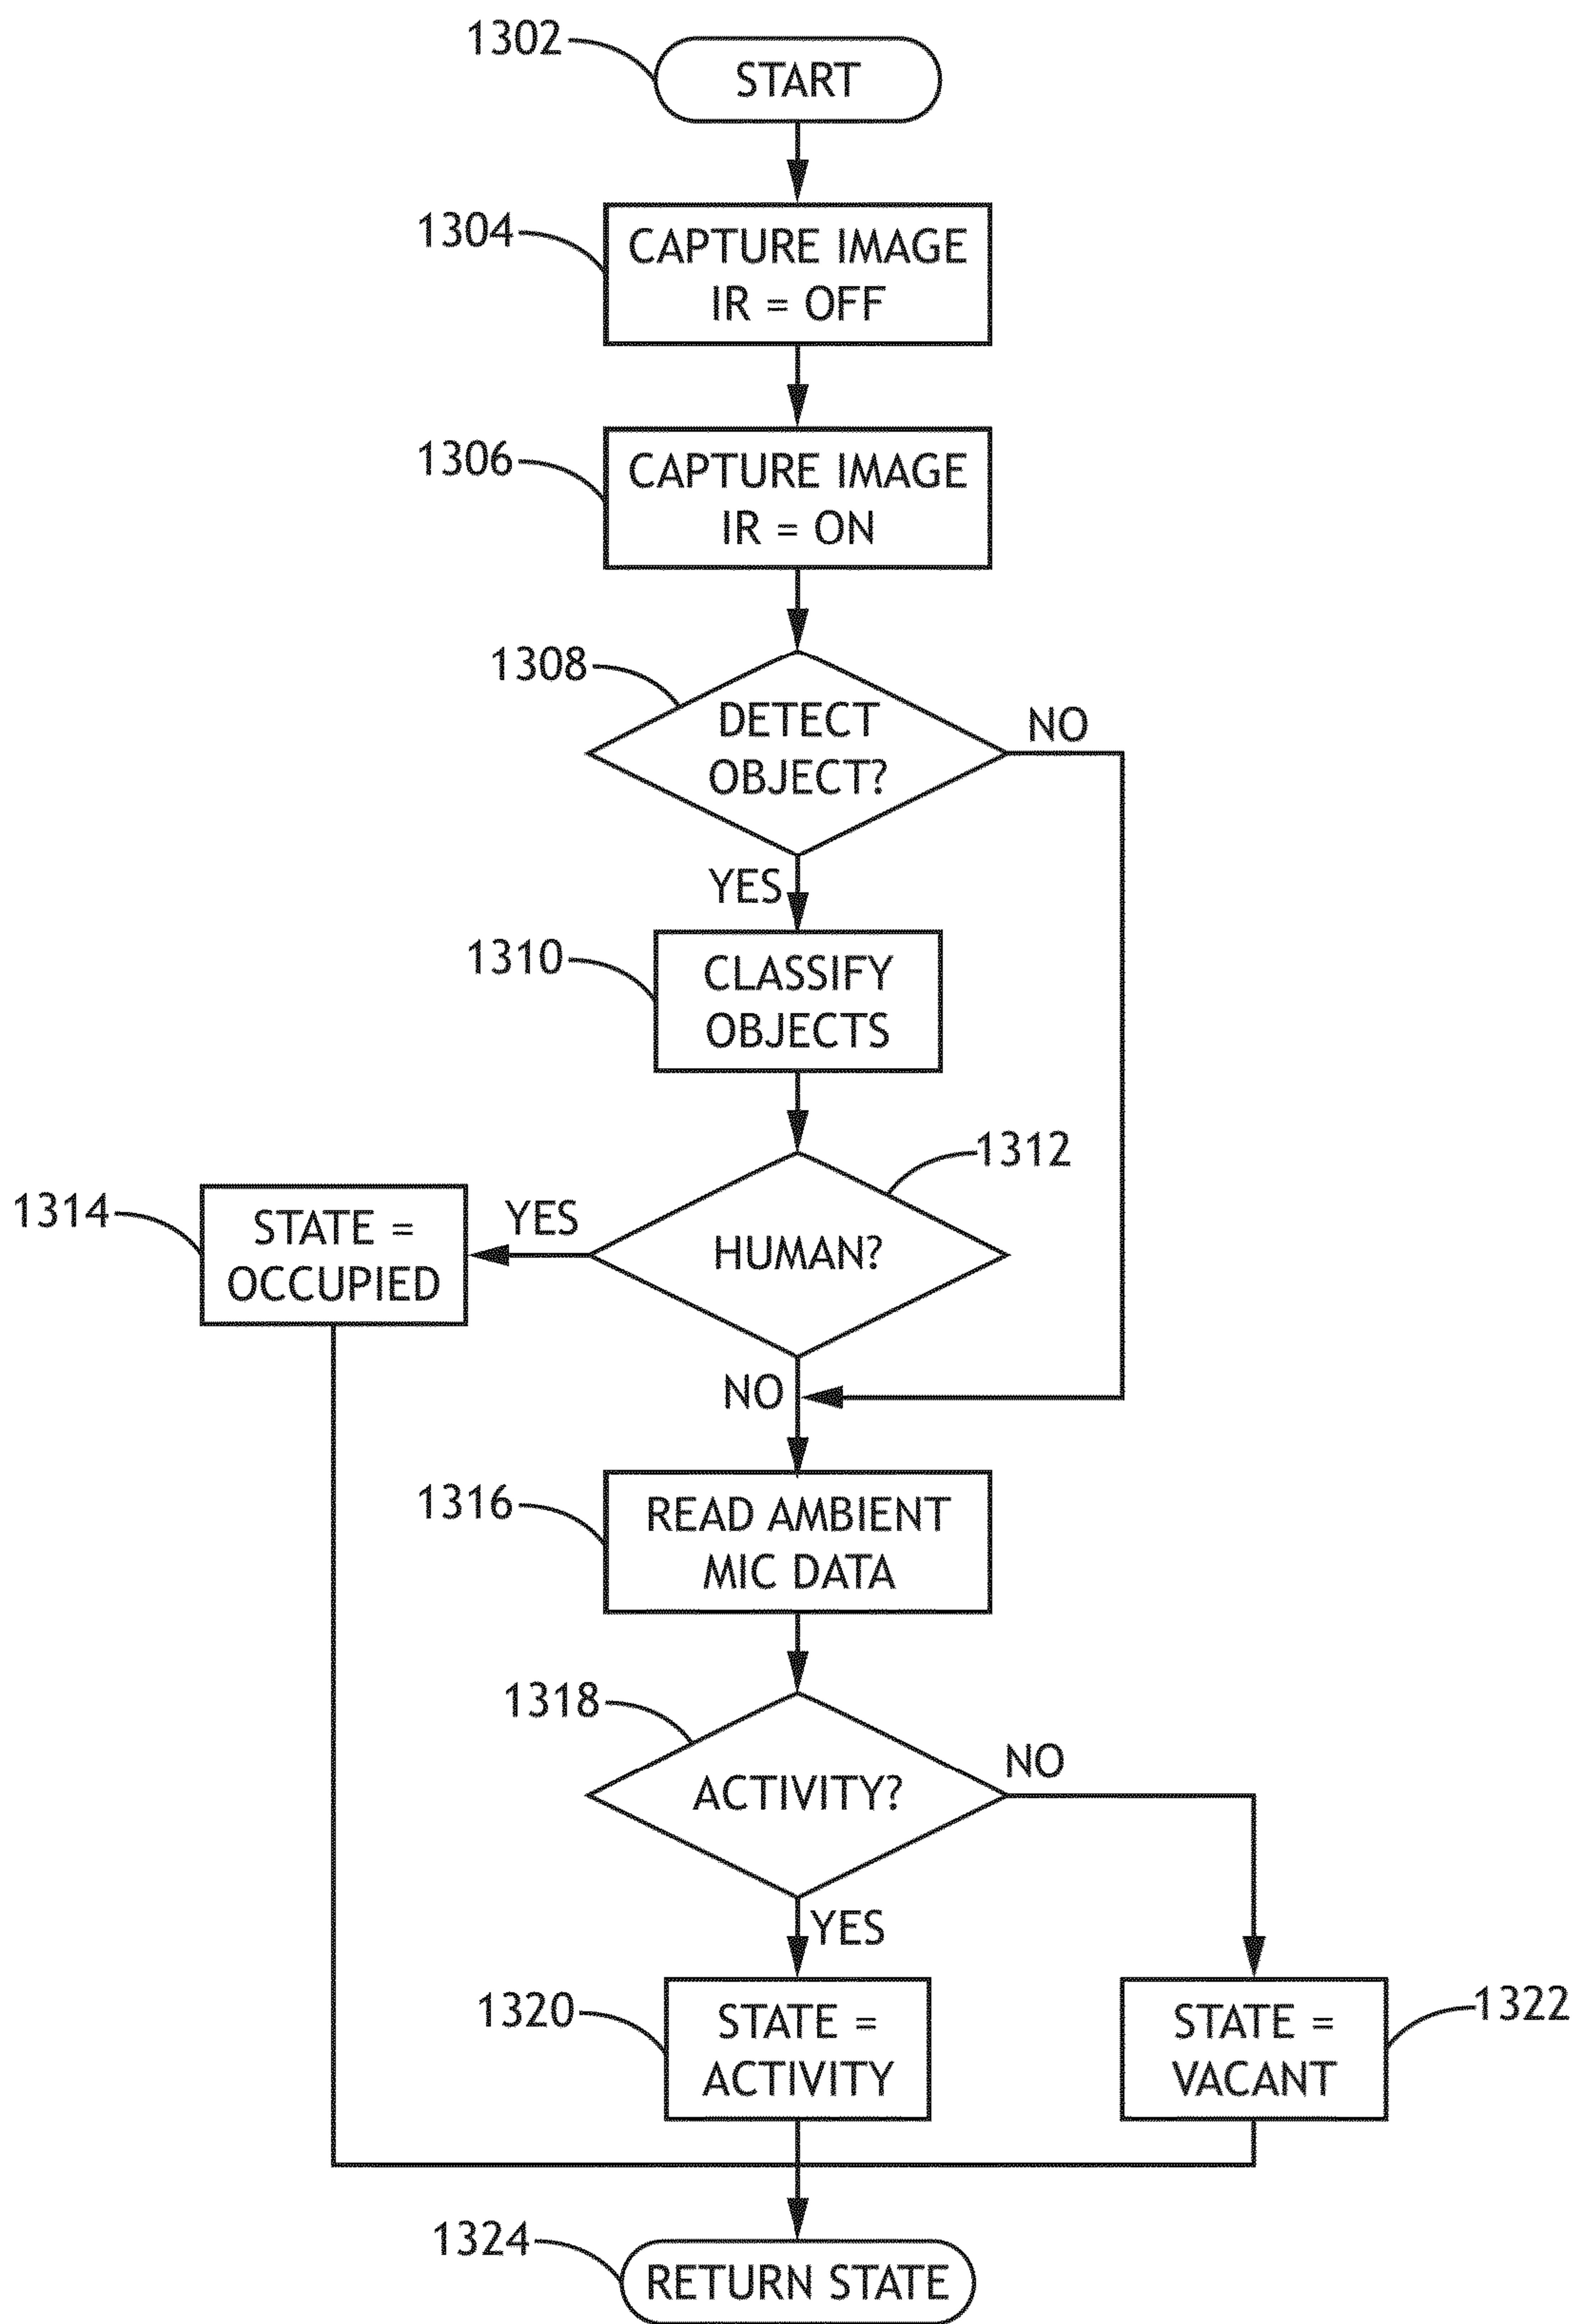 1302
START
1304
CAPTURE IMAGE
IR = OFF
1306
CAPTURE IMAGE
IR = ON
1308
DETECT
OBJECT?
NO
YES
1310
CLASSIFY
OBJECTS
1312
HUMAN?
YES
1314
STATE =
OCCUPIED
NO
1316
READ AMBIENT
MIC DATA
1318
ACTIVITY?
NO
YES
1320
STATE =
ACTIVITY
1322
STATE =
VACANT
1324
RETURN STATE